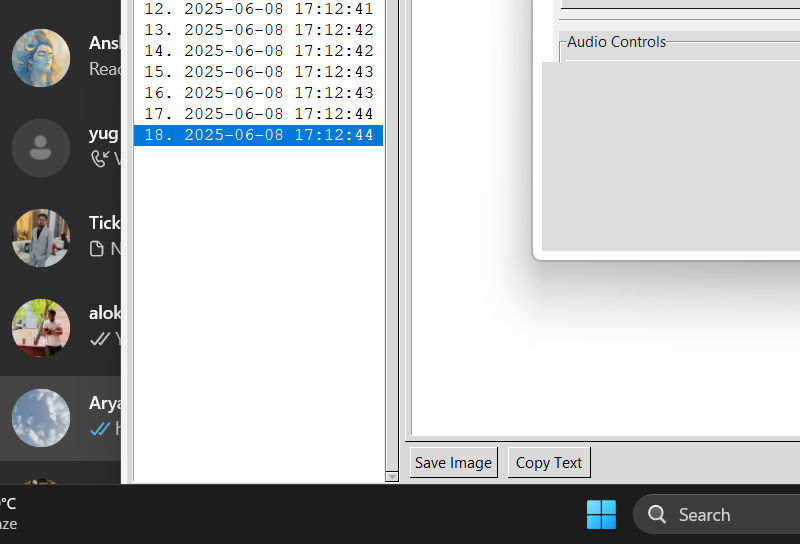 Ansh
Read
yug
V
Tick
N
alok
Y
Arya
h
12. 2025-06-08 17:12:41
13. 2025-06-08 17:12:42
14. 2025-06-08 17:12:42
15. 2025-06-08 17:12:43
16. 2025-06-08 17:12:43
17. 2025-06-08 17:12:44
18. 2025-06-08 17:12:44
Audio Controls
Save Image
Copy Text
°C
aze
Search